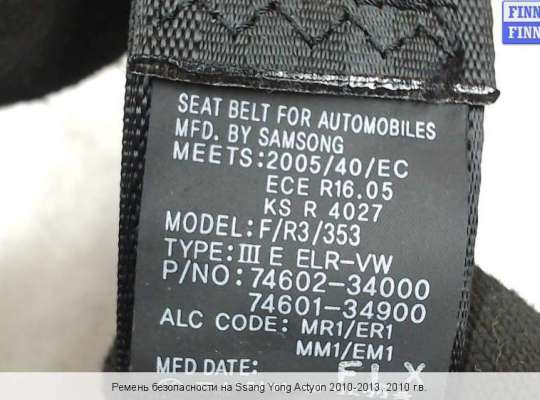 FINN
FINN
SEAT BELT FOR AUTOMOBILES
MFD. BY SAMSONG
MEETS:2005/40/EC
ECE R16.05
KS R 4027
MODEL:F/R3/353
TYPE:III E ELR-VW
P/NO:74602-34000
74601-34900
ALC CODE: MR1/ER1
MM1/EM1
MFD DATE:
Ремень безопасности на Ssang Yong Actyon 2010-2013, 2010 г.в.